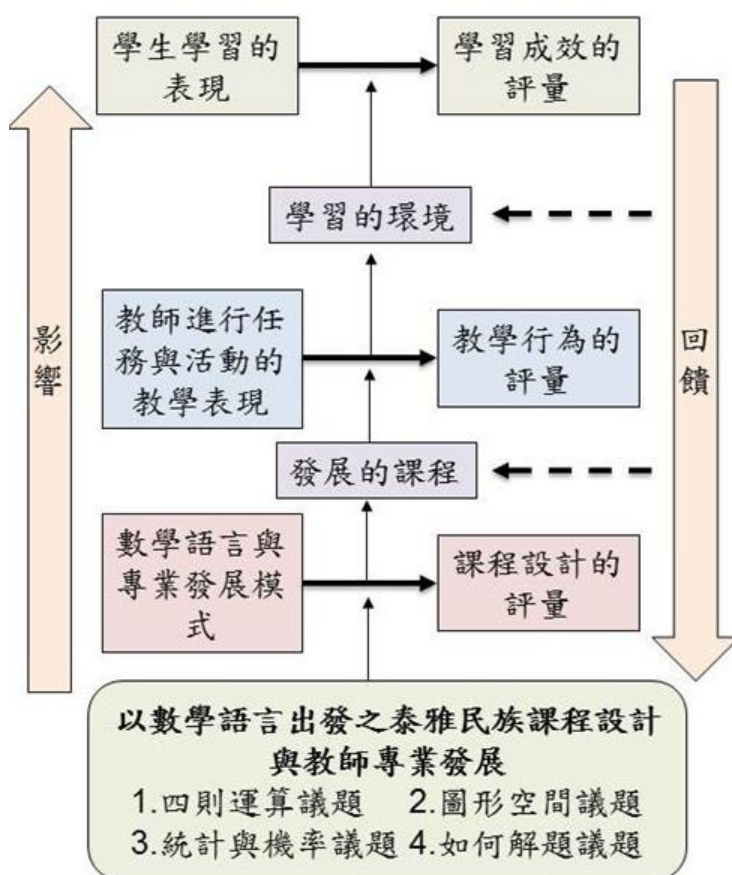 學生學習的
表現
學習成效的
評量
學習的環境
影響
教師進行任
務與活動的
教學表現
教學行為的
評量
回饋
發展的課程
數學語言與
專業發展模
式
課程設計的
評量
以數學語言出發之泰雅民族課程設計
與教師專業發展
1.四則運算議題 2.圖形空間議題
3.統計與機率議題 4.如何解題議題